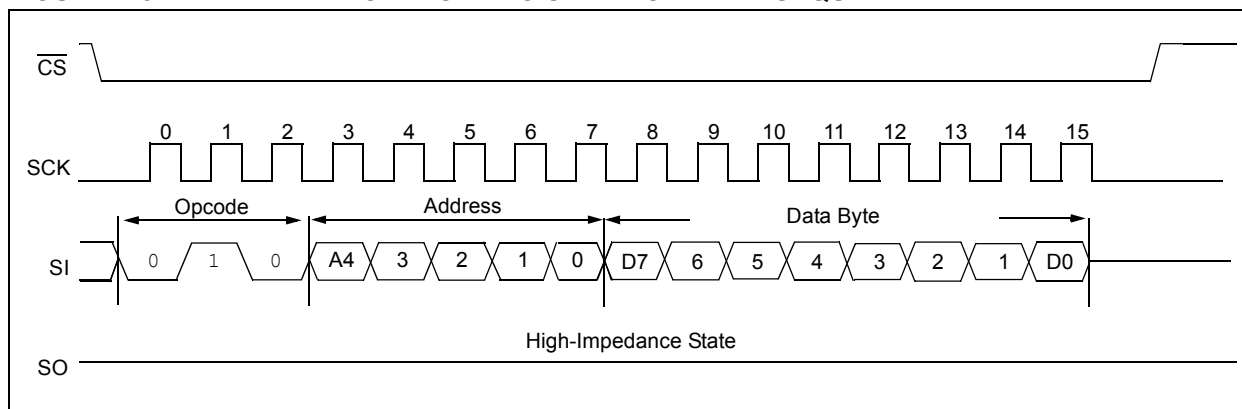 CS
0 1 2 3 4 5 6 7 8 9 10 11 12 13 14 15
SCK
Opcode Address Data Byte
SI 0 1 0 A4 3 2 1 0 D7 6 5 4 3 2 1 D0
High-Impedance State
SO